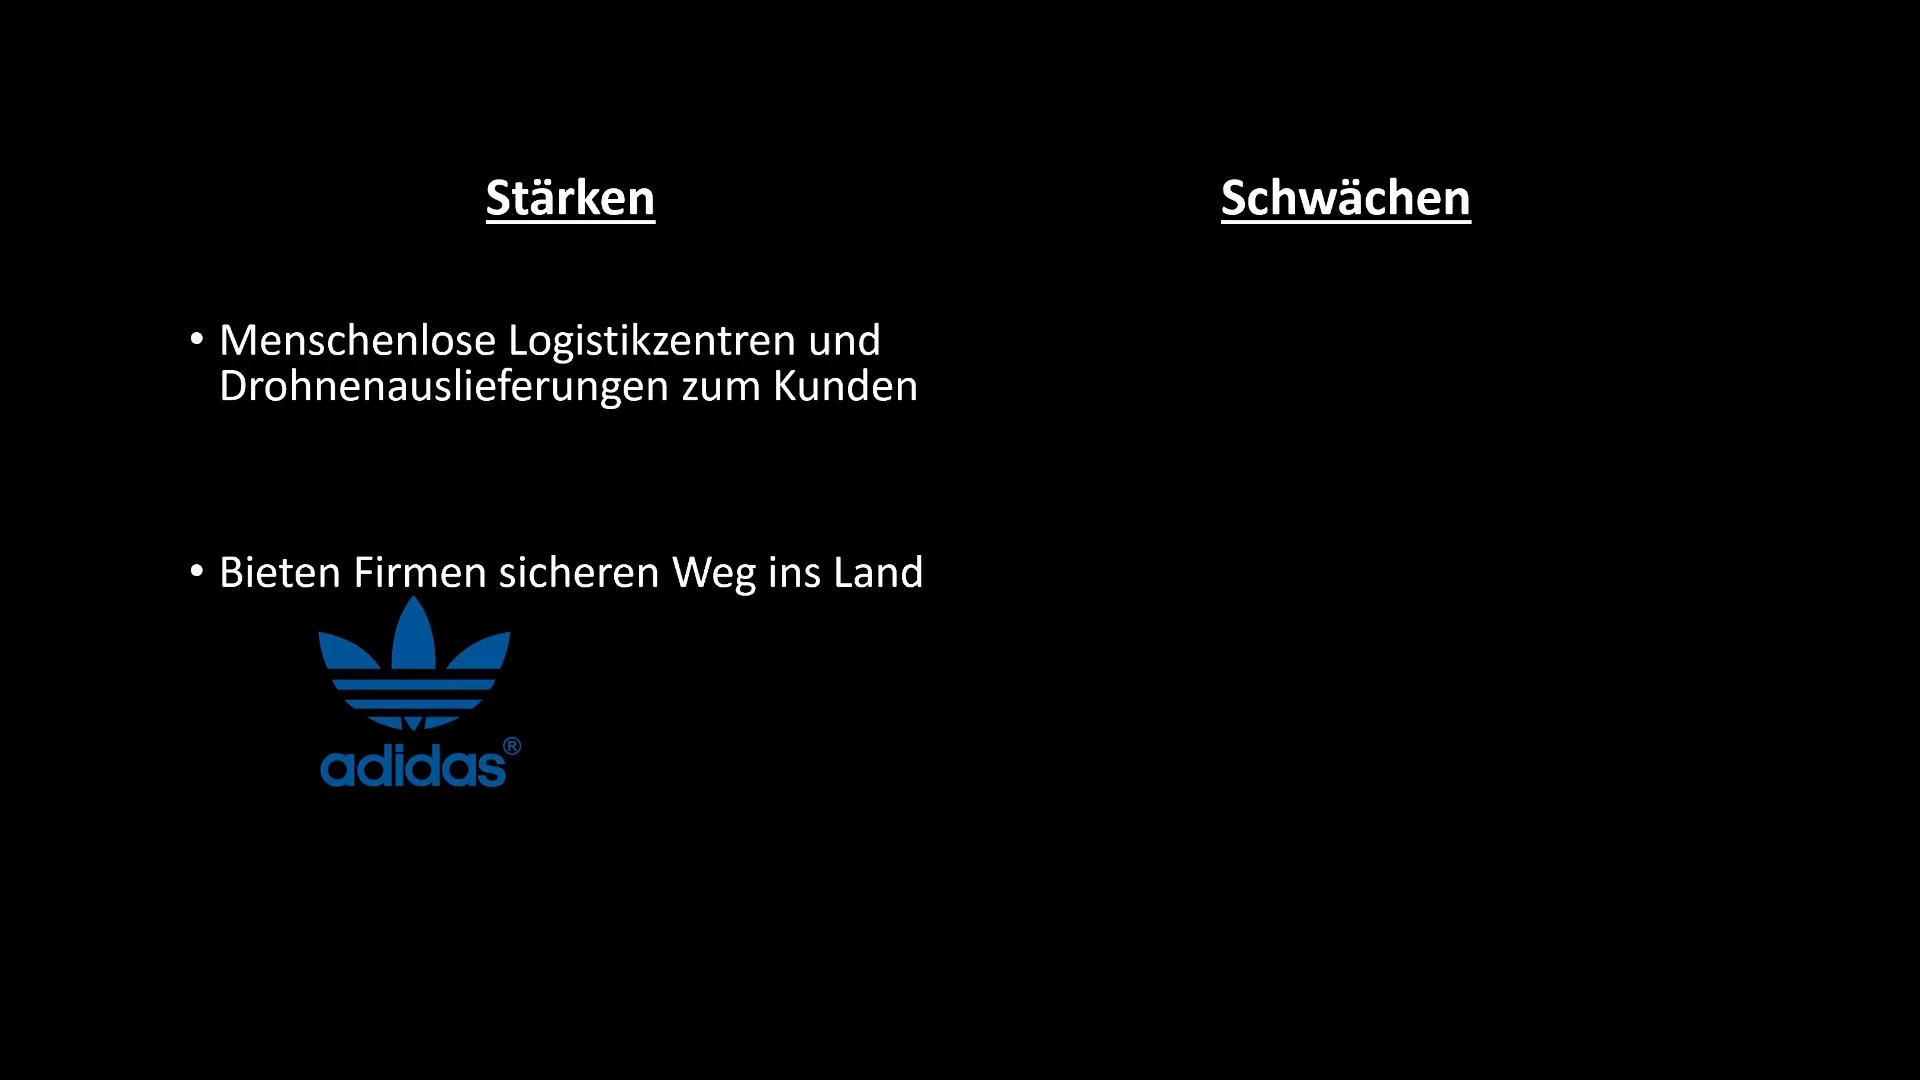 Stärken
Schwächen
• Menschenlose Logistikzentren und
Drohnenauslieferungen zum Kunden
• Bieten Firmen sicheren Weg ins Land
adidas®